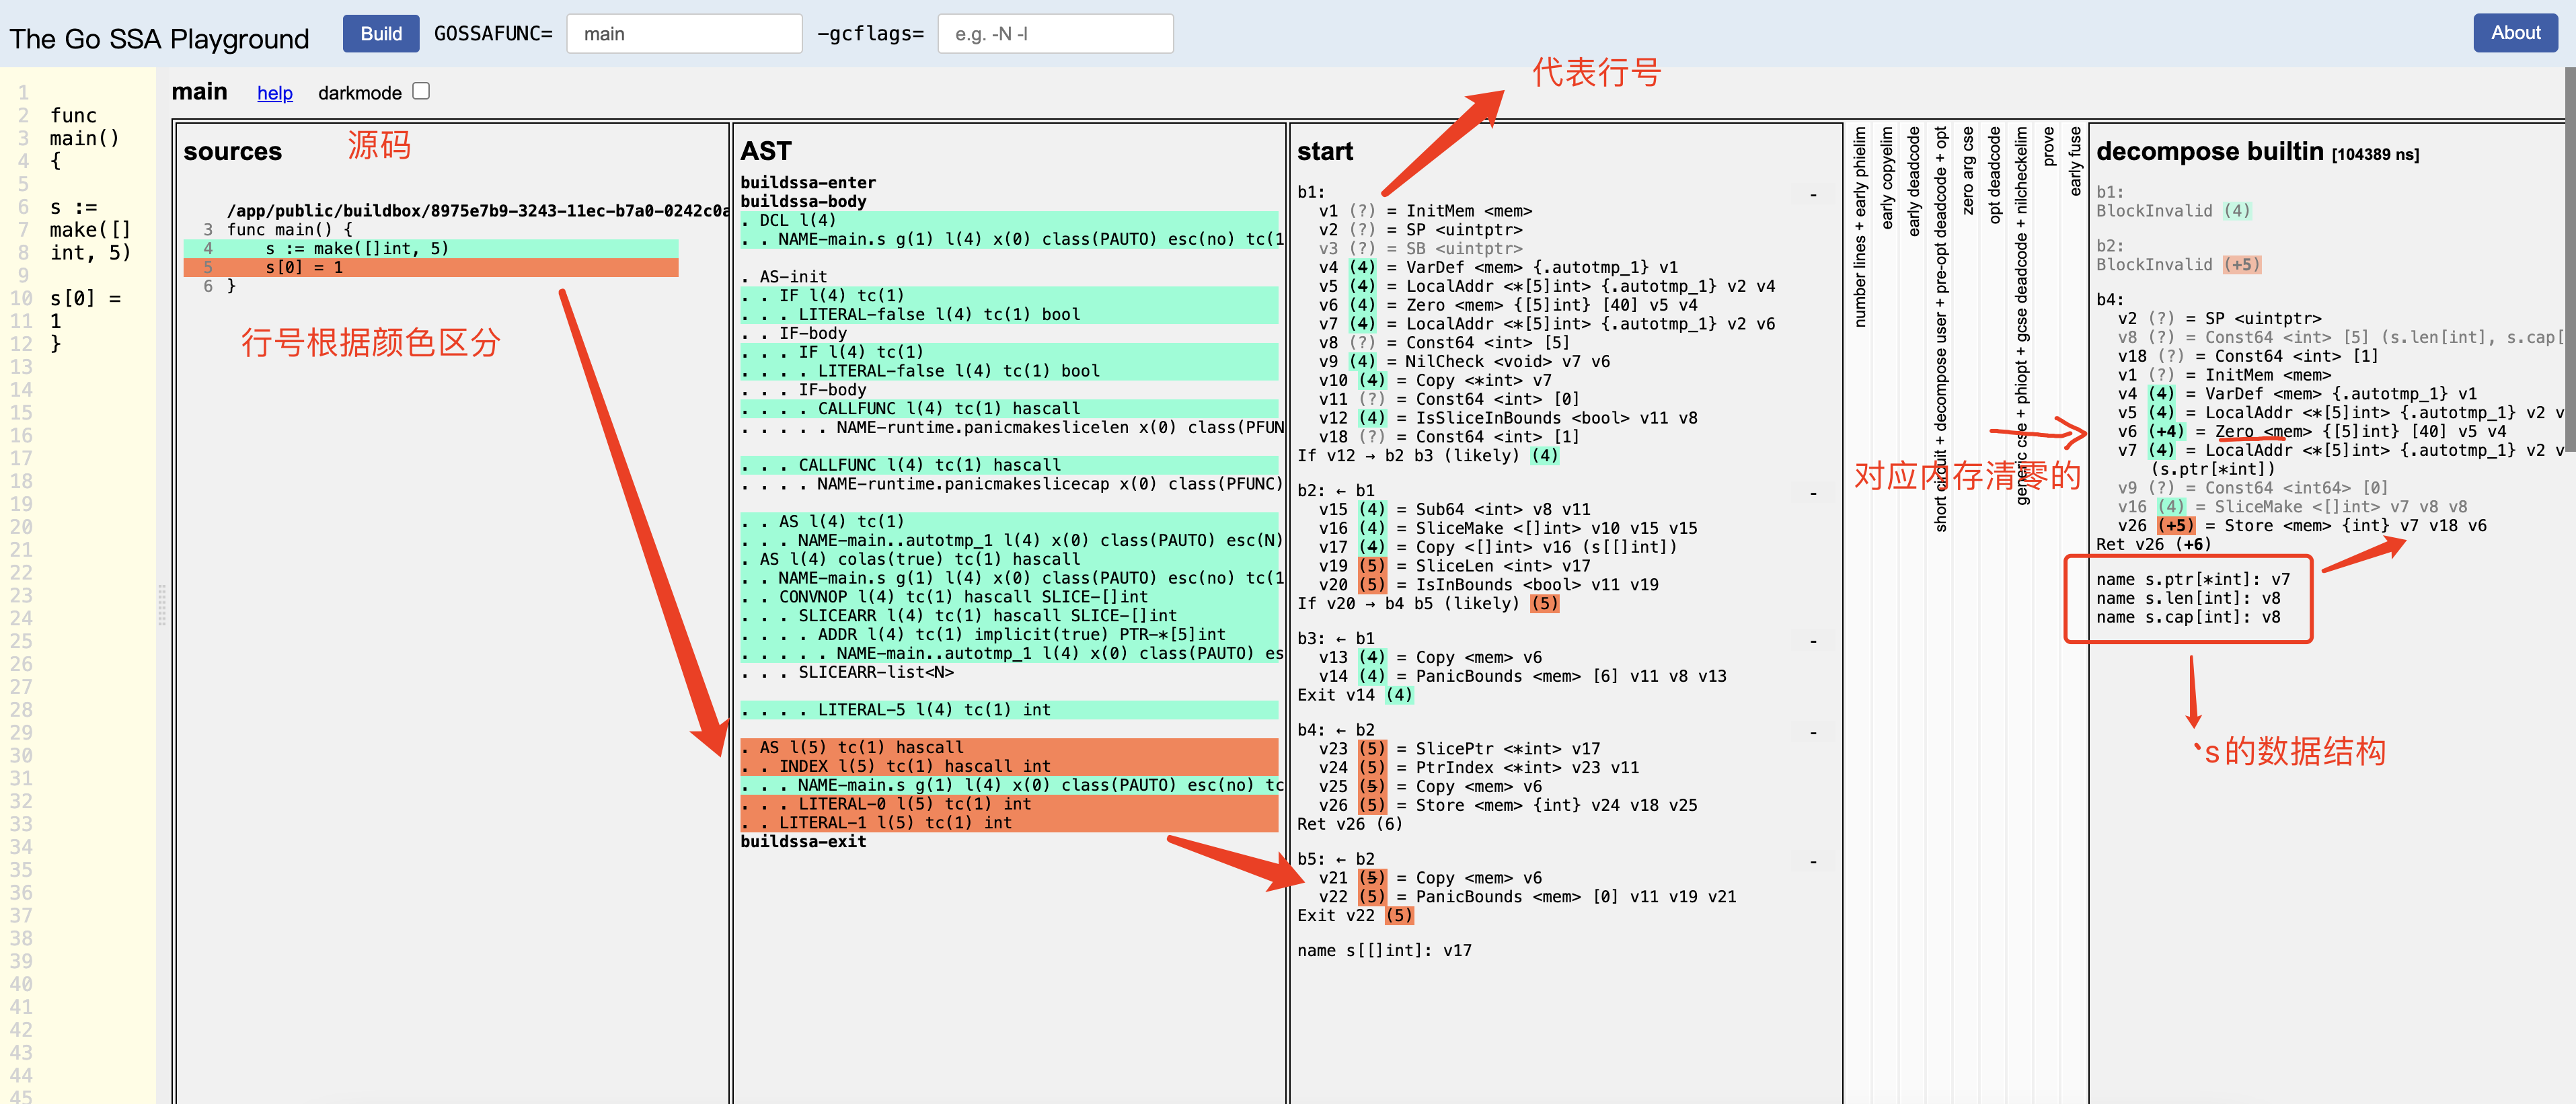 The Go SSA Playground
Build
GOSSAFUNC=
main
-gcflags=
e.g. -N -l
About
1
2 func
3 main()
4 {
5
6 s :=
7 make([]
8 int, 5)
9
10 s[0] =
11 1
12 }
13
14
15
16
17
18
19
20
21
22
23
24
25
26
27
28
29
30
31
32
33
34
35
36
37
38
39
40
41
42
43
44
45
main help darkmode
代表行号
sources
源码
/app/public/buildbox/8975e7b9-3243-11ec-b7a0-0242c0a
3 func main() {
4 s := make([]int, 5)
5 s[0] = 1
6 }
行号根据颜色区分
AST
buildssa-enter
buildssa-body
. DCL l(4)
. . NAME-main.s g(1) l(4) x(0) class(PAUTO) esc(no) tc(1
. AS-init
. . IF l(4) tc(1)
. . . LITERAL-false l(4) tc(1) bool
. . IF-body
. . . IF l(4) tc(1)
. . . . LITERAL-false l(4) tc(1) bool
. . . IF-body
. . . . CALLFUNC l(4) tc(1) hascall
. . . . . NAME-runtime.panicmakeslicelen x(0) class(PFUN
. . . CALLFUNC l(4) tc(1) hascall
. . . . NAME-runtime.panicmakeslicecap x(0) class(PFUNC)
. . AS l(4) tc(1)
. . . NAME-main..autotmp_1 l(4) x(0) class(PAUTO) esc(N)
. AS l(4) colas(true) tc(1) hascall
. . NAME-main.s g(1) l(4) x(0) class(PAUTO) esc(no) tc(1
. . CONVNOP l(4) tc(1) hascall SLICE-[]int
. . . SLICEARR l(4) tc(1) hascall SLICE-[]int
. . . . ADDR l(4) tc(1) implicit(true) PTR-*[5]int
. . . . . NAME-main..autotmp_1 l(4) x(0) class(PAUTO) es
. . . SLICEARR-list<N>
. . . . LITERAL-5 l(4) tc(1) int
. AS l(5) tc(1) hascall
. . INDEX l(5) tc(1) hascall int
. . . NAME-main.s g(1) l(4) x(0) class(PAUTO) esc(no) tc
. . . LITERAL-0 l(5) tc(1) int
. . LITERAL-1 l(5) tc(1) int
buildssa-exit
start
b1: -
v1 (?) = InitMem <mem>
v2 (?) = SP <uintptr>
v3 (?) = SB <uintptr>
v4 (4) = VarDef <mem> {.autotmp_1} v1
v5 (4) = LocalAddr <*[5]int> {.autotmp_1} v2 v4
v6 (4) = Zero <mem> {[5]int} [40] v5 v4
v7 (4) = LocalAddr <*[5]int> {.autotmp_1} v2 v6
v8 (?) = Const64 <int> [5]
v9 (4) = NilCheck <void> v7 v6
v10 (4) = Copy <*int> v7
v11 (?) = Const64 <int> [0]
v12 (4) = IsSliceInBounds <bool> v11 v8
v18 (?) = Const64 <int> [1]
If v12 → b2 b3 (likely) (4)
b2: ← b1 -
v15 (4) = Sub64 <int> v8 v11
v16 (4) = SliceMake <[]int> v10 v15 v15
v17 (4) = Copy <[]int> v16 (s[[]int])
v19 (5) = SliceLen <int> v17
v20 (5) = IsInBounds <bool> v11 v19
If v20 → b4 b5 (likely) (5)
b3: ← b1 -
v13 (4) = Copy <mem> v6
v14 (4) = PanicBounds <mem> [6] v11 v8 v13
Exit v14 (4)
b4: ← b2 -
v23 (5) = SlicePtr <*int> v17
v24 (5) = PtrIndex <*int> v23 v11
v25 (5) = Copy <mem> v6
v26 (5) = Store <mem> {int} v24 v18 v25
Ret v26 (6)
b5: ← b2 -
v21 (5) = Copy <mem> v6
v22 (5) = PanicBounds <mem> [0] v11 v19 v21
Exit v22 (5)
name s[[]int]: v17
number lines + early phielim
early copyelim
early deadcode
short circuit + decompose user + pre-opt deadcode + opt
zero arg cse
opt deadcode
generic cse + phiopt + gcse deadcode + nilcheckelim
prove
early fuse
对应内存清零的
decompose builtin [104389 ns]
b1:
BlockInvalid (4)
b2:
BlockInvalid (+5)
b4:
v2 (?) = SP <uintptr>
v8 (?) = Const64 <int> [5] (s.len[int], s.cap[
v18 (?) = Const64 <int> [1]
v1 (?) = InitMem <mem>
v4 (4) = VarDef <mem> {.autotmp_1} v1
v5 (4) = LocalAddr <*[5]int> {.autotmp_1} v2 v
v6 (+4) = Zero <mem> {[5]int} [40] v5 v4
v7 (4) = LocalAddr <*[5]int> {.autotmp_1} v2 v
(s.ptr[*int])
v9 (?) = Const64 <int64> [0]
v16 (4) = SliceMake <[]int> v7 v8 v8
v26 (+5) = Store <mem> {int} v7 v18 v6
Ret v26 (+6)
name s.ptr[*int]: v7
name s.len[int]: v8
name s.cap[int]: v8
`s的数据结构